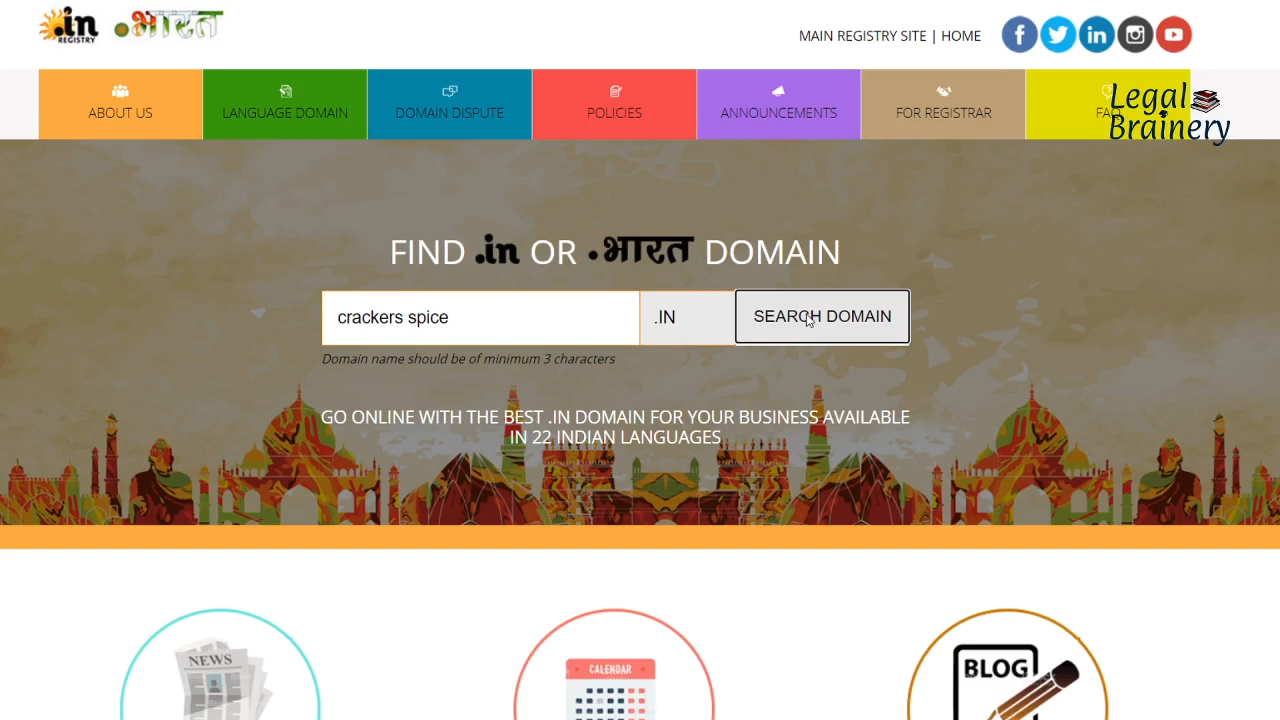 .in
REGISTRY
.भारत
MAIN REGISTRY SITE | HOME
ABOUT US
LANGUAGE DOMAIN
DOMAIN DISPUTE
POLICIES
ANNOUNCEMENTS
FOR REGISTRAR
FAQ
Legal
Brainery
FIND .in OR .भारत DOMAIN
crackers spice
.IN
SEARCH DOMAIN
Domain name should be of minimum 3 characters
GO ONLINE WITH THE BEST .IN DOMAIN FOR YOUR BUSINESS AVAILABLE
IN 22 INDIAN LANGUAGES
NEWS
CALENDAR
BLOG